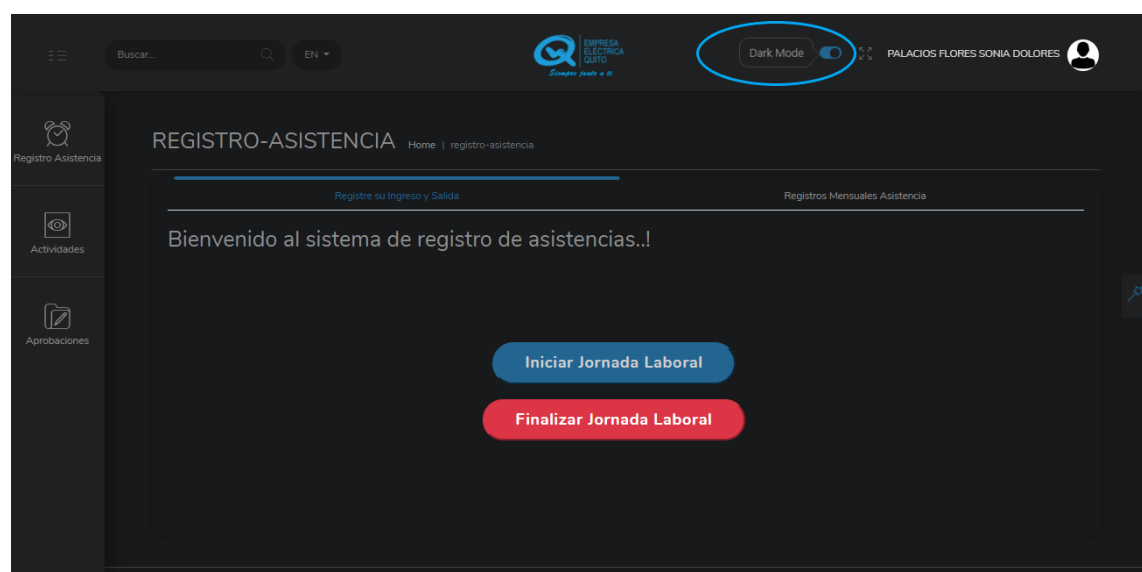 Buscar...
EN
EMPRESA
ELÉCTRICA
QUITO
Siempre junto a ti
Dark Mode
PALACIOS FLORES SONIA DOLORES
Registro Asistencia
Actividades
Aprobaciones
REGISTRO-ASISTENCIA Home | registro-asistencia
Registre su Ingreso y Salida
Registros Mensuales Asistencia
Bienvenido al sistema de registro de asistencias..!
Iniciar Jornada Laboral
Finalizar Jornada Laboral